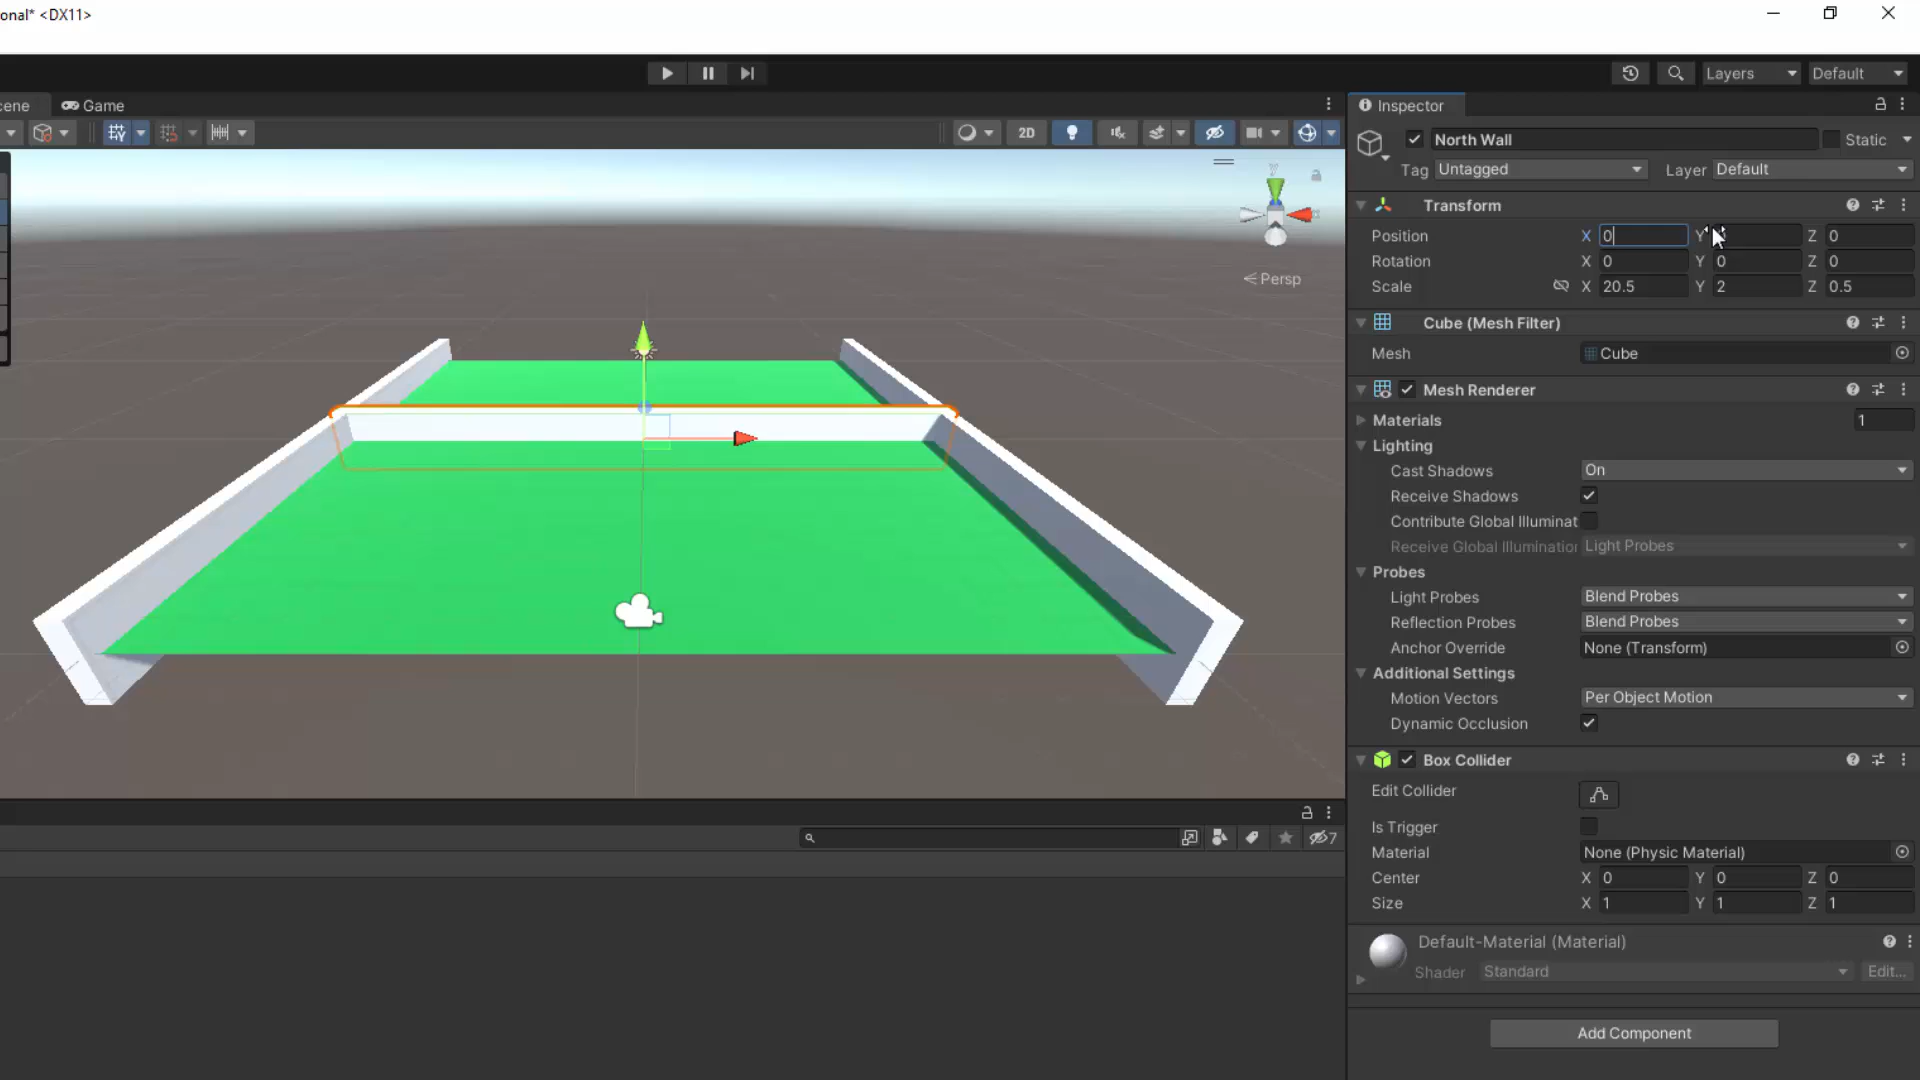 onal* <DX11>
Layers Default
cene Game Inspector
2D
North Wall Static
Tag Untagged Layer Default
Transform
Position X 0 Y Z 0
Rotation X 0 Y 0 Z 0
Scale X 20.5 Y 2 Z 0.5
y
Persp
Cube (Mesh Filter)
Mesh Cube
Mesh Renderer
Materials 1
Lighting
Cast Shadows On
Receive Shadows
Contribute Global Illuminat
Receive Global Illumination Light Probes
Probes
Light Probes Blend Probes
Reflection Probes Blend Probes
Anchor Override None (Transform)
Additional Settings
Motion Vectors Per Object Motion
Dynamic Occlusion
Box Collider
Edit Collider
Is Trigger
Material None (Physic Material)
Center X 0 Y 0 Z 0
Size X 1 Y 1 Z 1
7
Default-Material (Material)
Shader Standard Edit...
Add Component